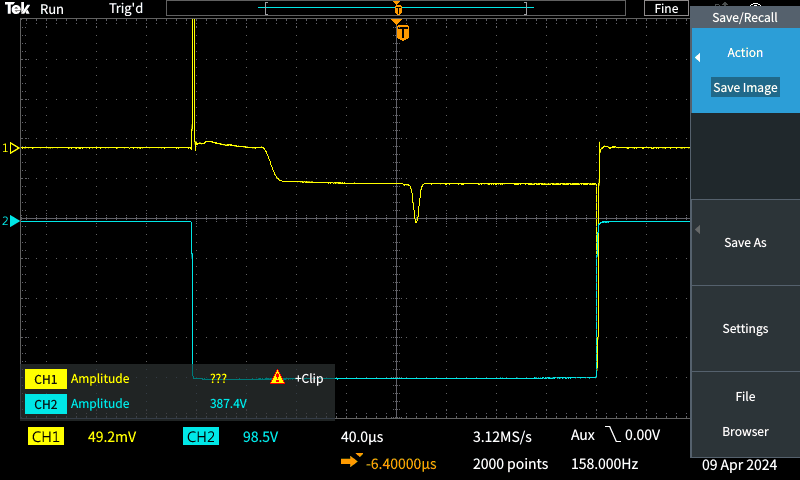 Tek Run Trig'd T Fine
Save/Recall
T
Action
Save Image
1
2
Save As
Settings
CH1 Amplitude ??? +Clip
CH2 Amplitude 387.4V
File
Browser
CH1 49.2mV CH2 98.5V 40.0µs 3.12MS/s Aux 0.00V
-6.40000µs 2000 points 158.000Hz 09 Apr 2024